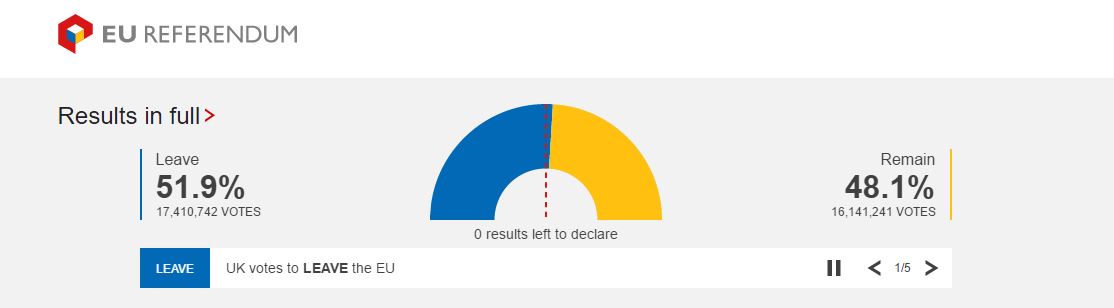 EU REFERENDUM
Results in full >
Leave
51.9%
17,410,742 VOTES
Remain
48.1%
16,141,241 VOTES
0 results left to declare
LEAVE
UK votes to LEAVE the EU
1/5